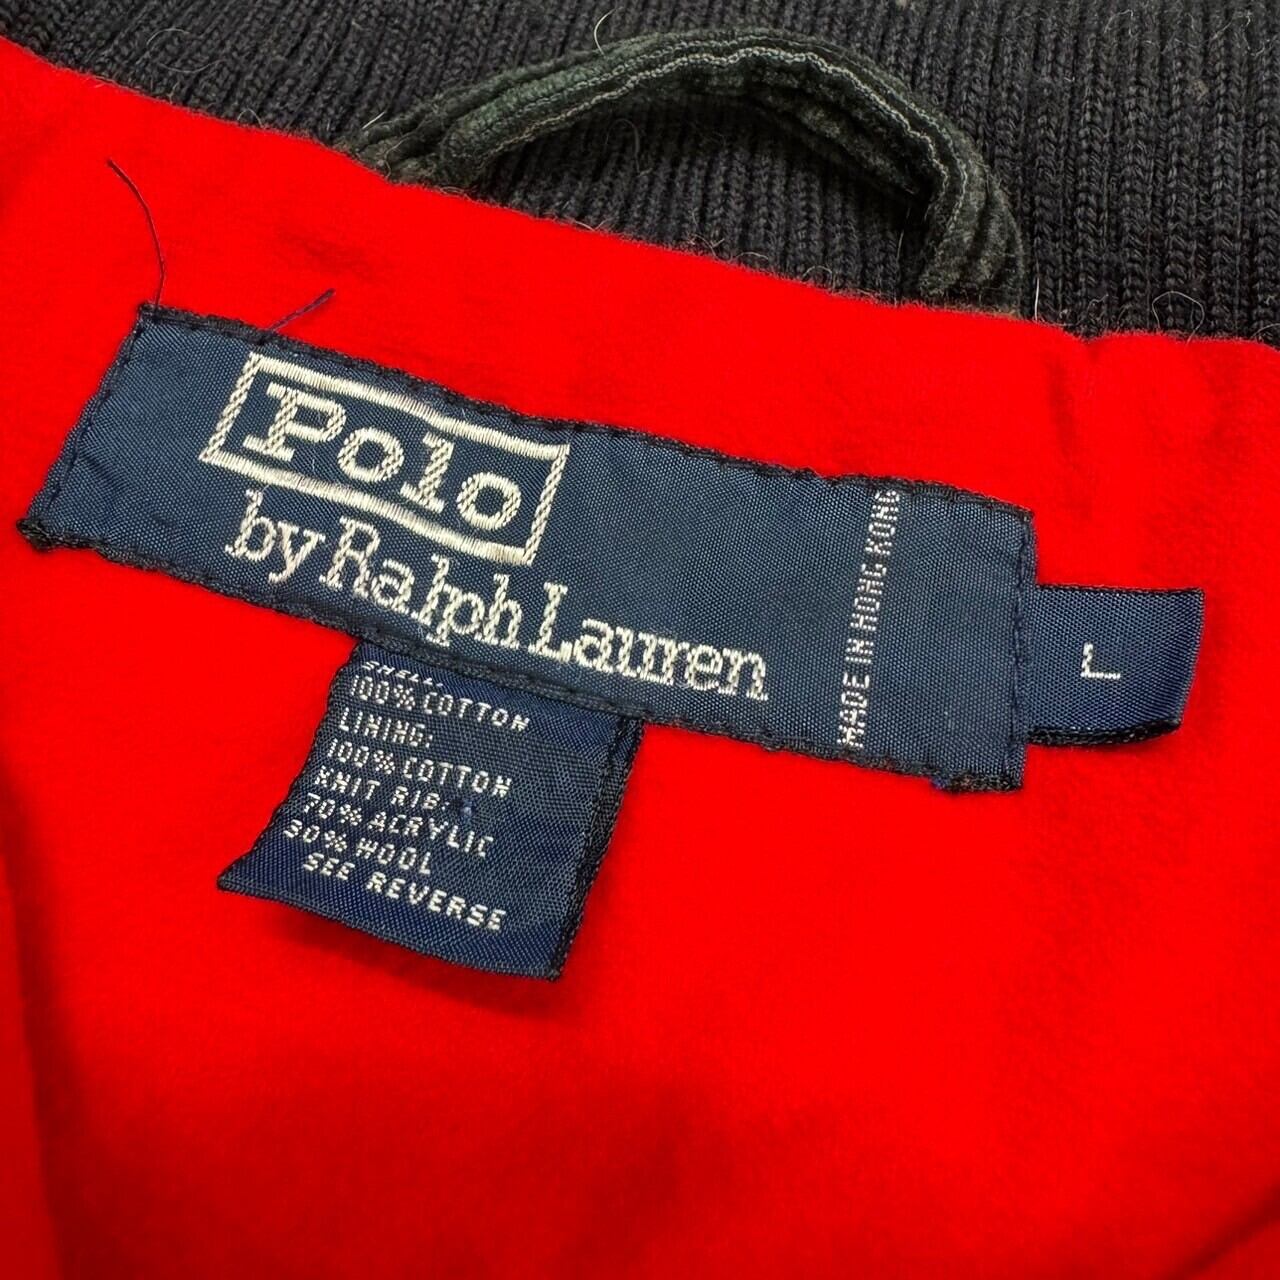 Polo
by Ralph Lauren
MADE IN HONG KONG
L
SHELL:
100% COTTON
LINING:
100% COTTON
KNIT RIB:
70% ACRYLIC
30% WOOL
SEE REVERSE